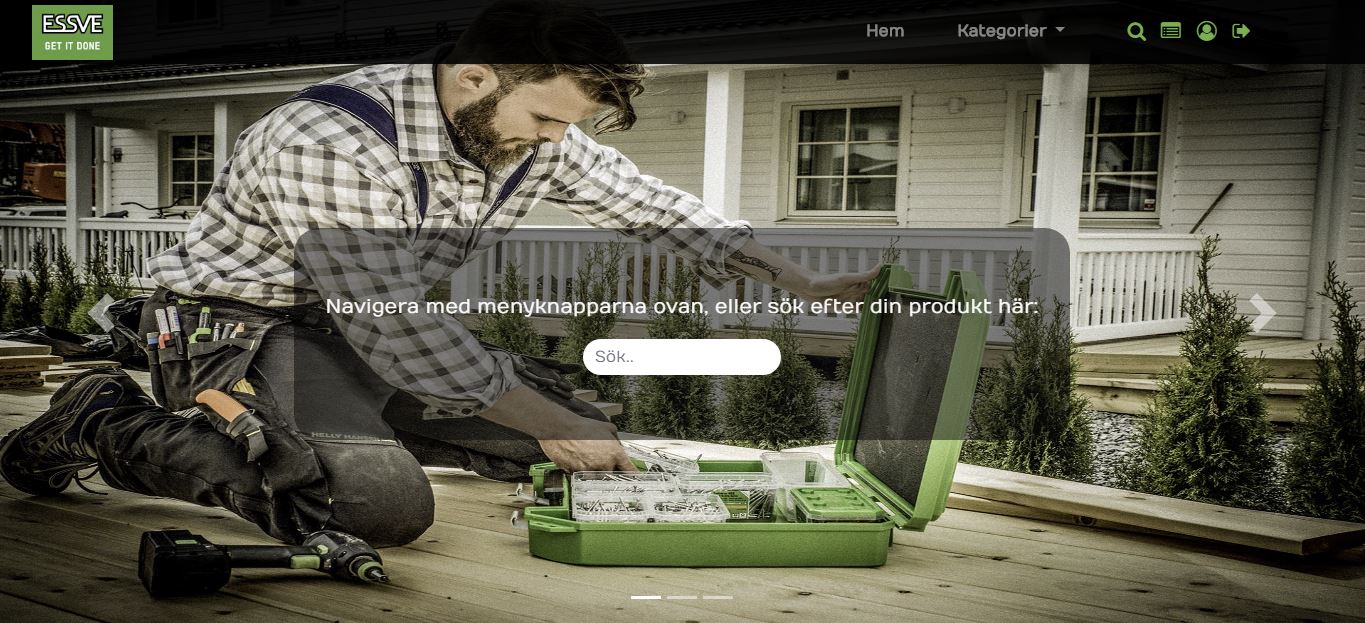 ESSVE
GET IT DONE
Hem
Kategorier
Navigera med menyknapparna ovan, eller sök efter din produkt här:
Sök..